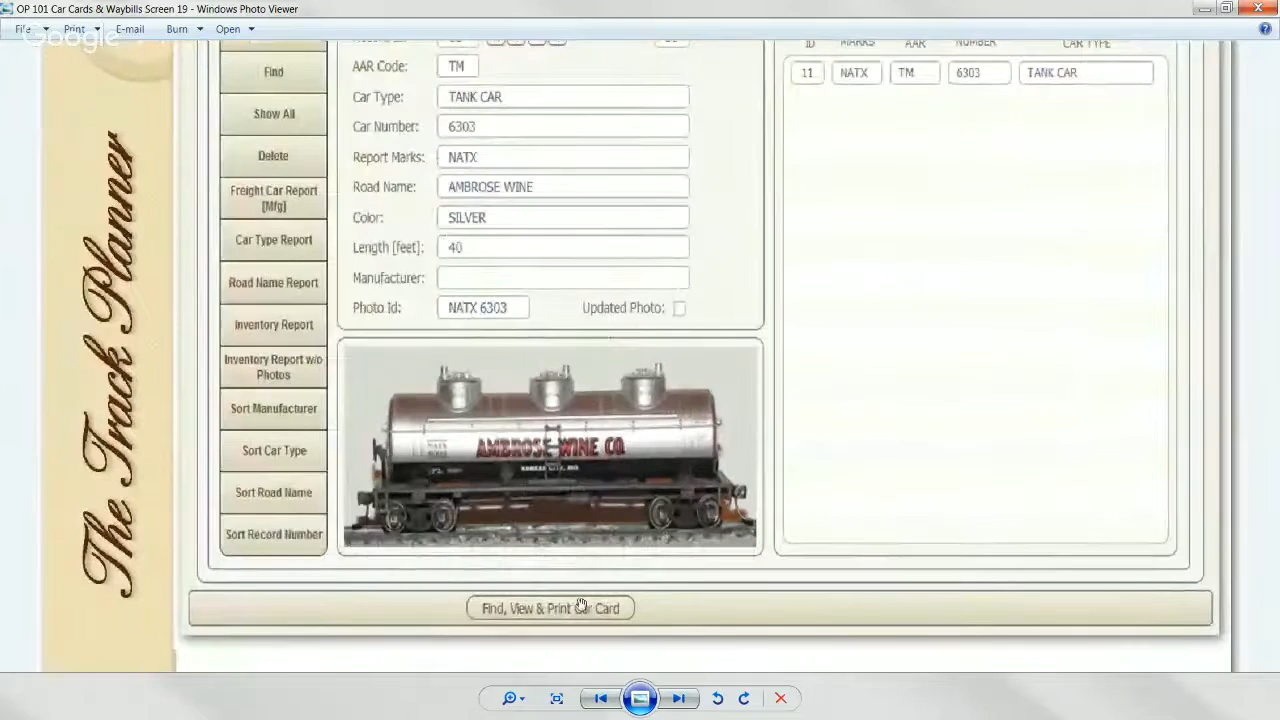 OP 101 Car Cards & Waybills Screen 19 - Windows Photo Viewer
File Print E-mail Burn Open
Google
The Track Planner
Find
Show All
Delete
Freight Car Report
[Mfg]
Car Type Report
Road Name Report
Inventory Report
Inventory Report w/o
Photos
Sort Manufacturer
Sort Car Type
Sort Road Name
Sort Record Number
AAR Code: TM
Car Type: TANK CAR
Car Number: 6303
Report Marks: NATX
Road Name: AMBROSE WINE
Color: SILVER
Length [feet]: 40
Manufacturer:
Photo Id: NATX 6303 Updated Photo:
AMBROSE WINE CO.
ID MARKS AAR NUMBER CAR TYPE
11 NATX TM 6303 TANK CAR
Find, View & Print Car Card